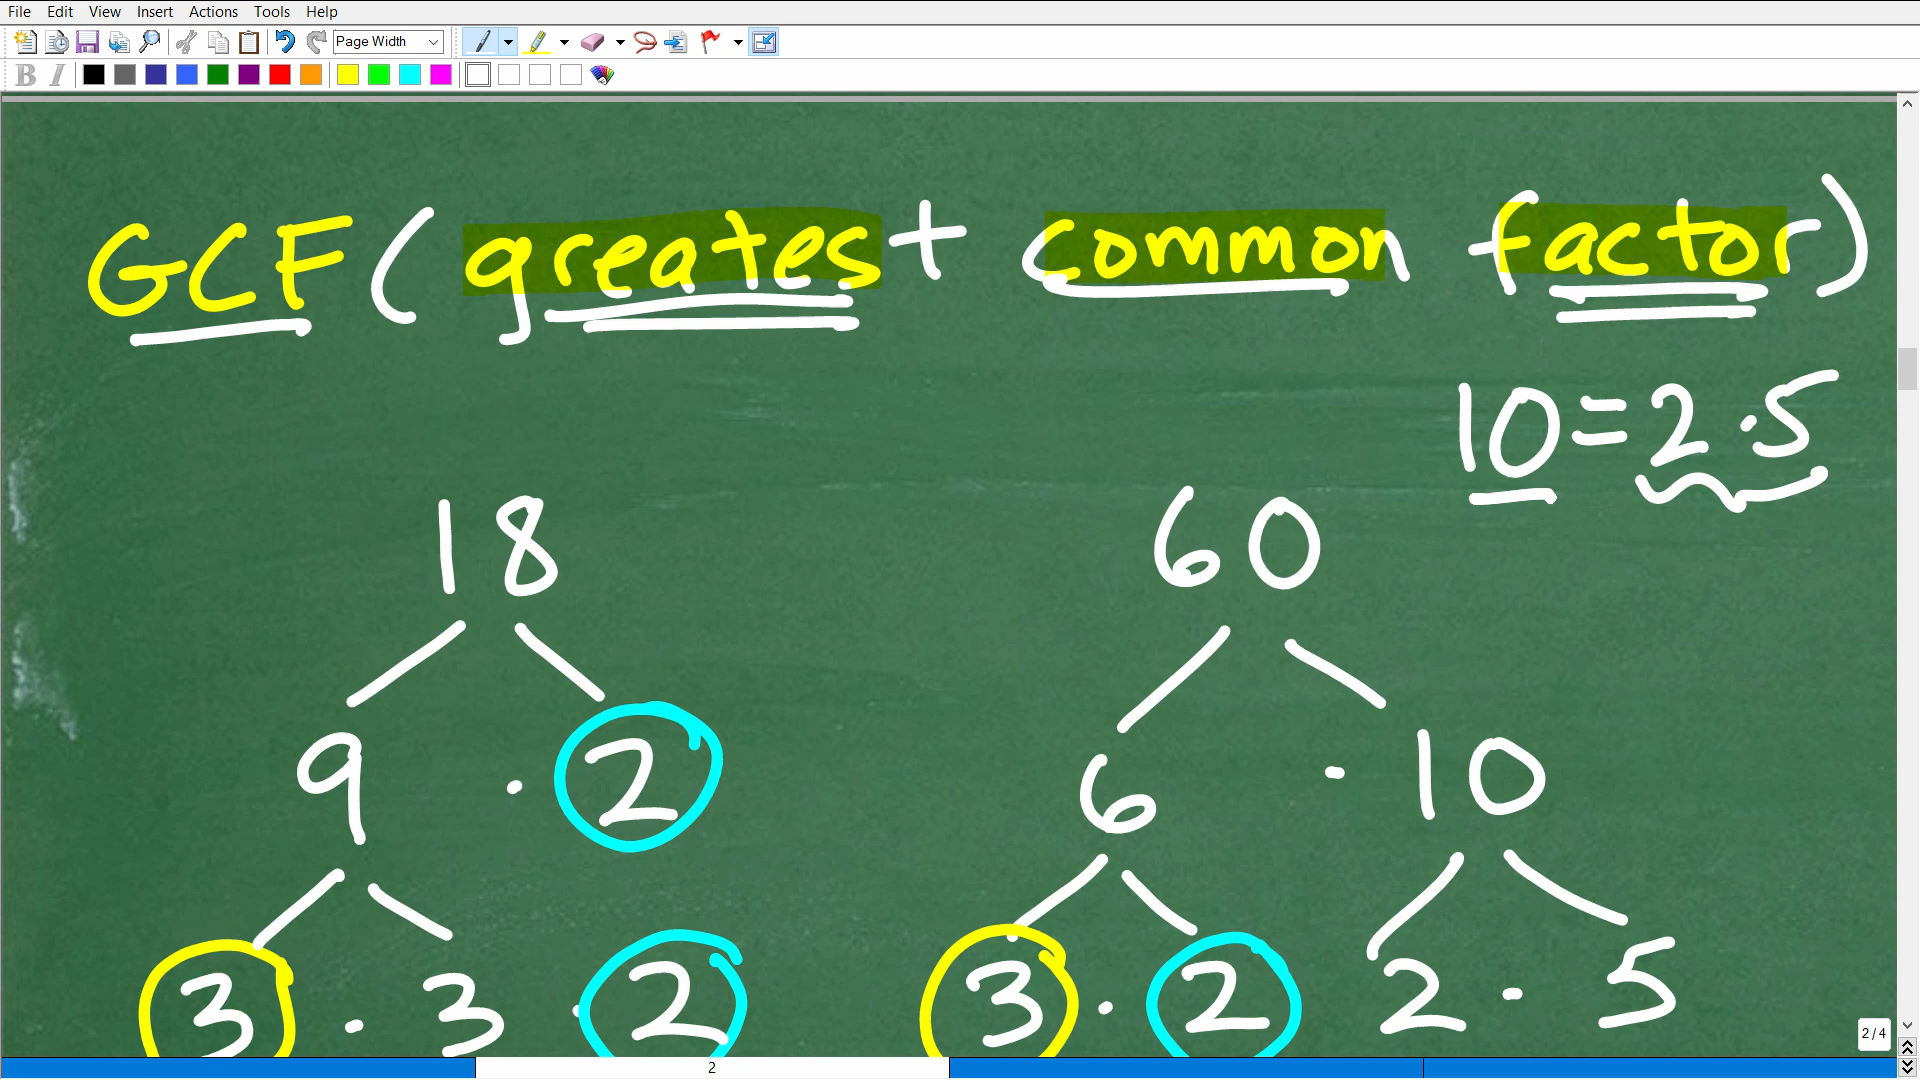 File Edit View Insert Actions Tools Help
Page Width
B I
GCF (greatest common factor)
10 = 2 · 5
18 60
9 · 2 6 · 10
3 · 3 · 2 3 · 2 2 · 5
2 / 4
2